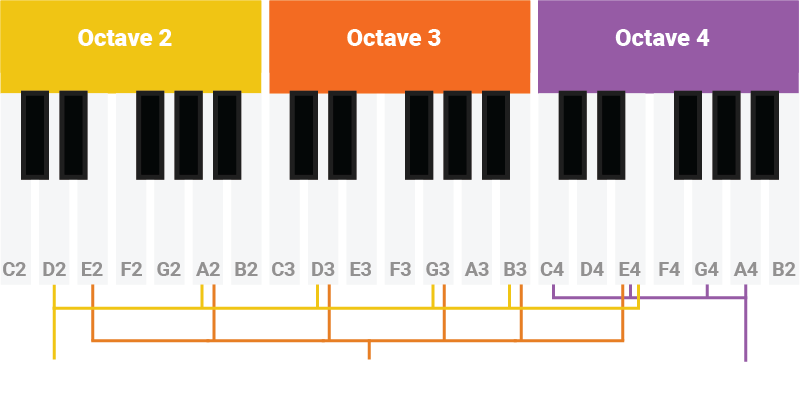 Octave 2 Octave 3 Octave 4
C2 D2 E2 F2 G2 A2 B2 C3 D3 E3 F3 G3 A3 B3 C4 D4 E4 F4 G4 A4 B2